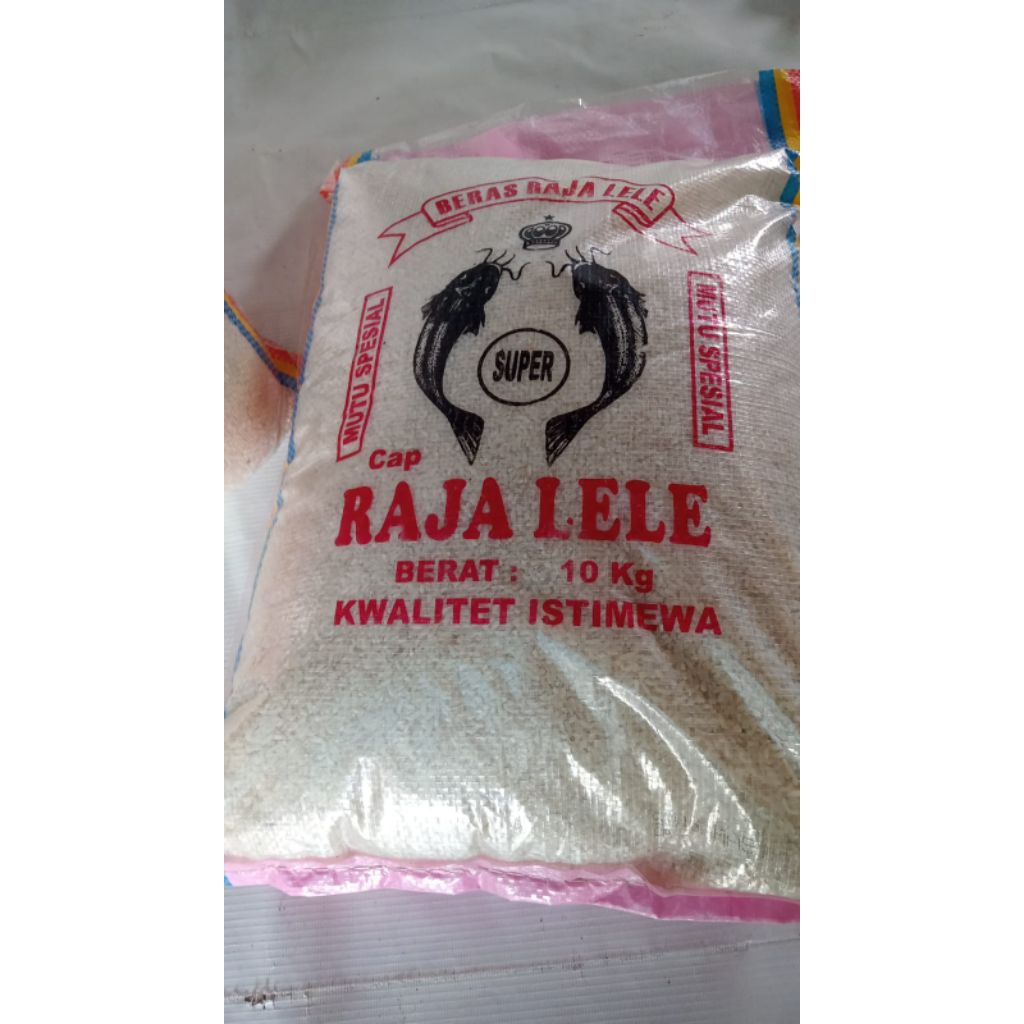 BERAS RAJA LELE
MUTU SPESIAL
SUPER
MUTU SPESIAL
Cap
RAJA LELE
BERAT : 10 Kg
KWALITET ISTIMEWA